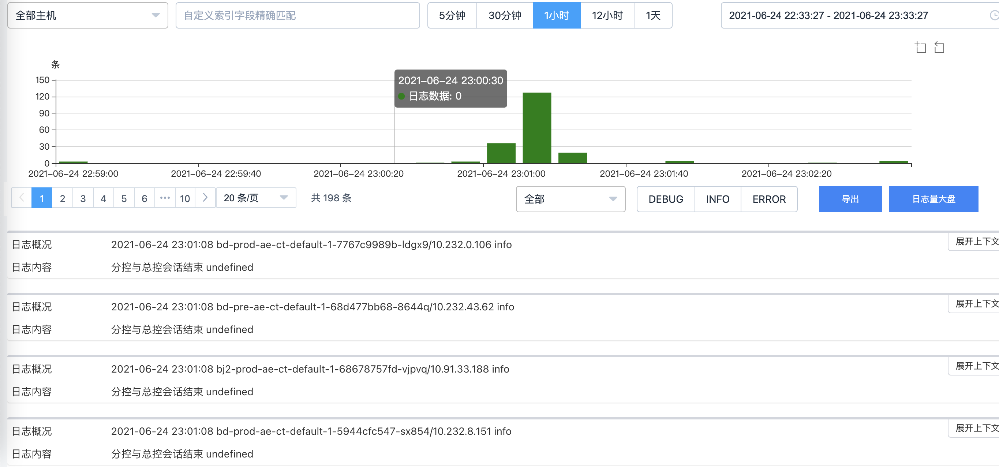 全部主机 自定义索引字段精确匹配 5分钟 30分钟 1小时 12小时 1天 2021-06-24 22:33:27 - 2021-06-24 23:33:27
条
150
120
90
60
30
0
2021-06-24 23:00:30
日志数据: 0
2021-06-24 22:59:00 2021-06-24 22:59:40 2021-06-24 23:00:20 2021-06-24 23:01:00 2021-06-24 23:01:40 2021-06-24 23:02:20
1 2 3 4 5 6 ••• 10 20 条/页 共 198 条 全部 DEBUG INFO ERROR 导出 日志量大盘
日志概况 2021-06-24 23:01:08 bd-prod-ae-ct-default-1-7767c9989b-ldgx9/10.232.0.106 info 展开上下文
日志内容 分控与总控会话结束 undefined
日志概况 2021-06-24 23:01:08 bd-pre-ae-ct-default-1-68d477bb68-8644q/10.232.43.62 info 展开上下文
日志内容 分控与总控会话结束 undefined
日志概况 2021-06-24 23:01:08 bj2-prod-ae-ct-default-1-68678757fd-vjpvq/10.91.33.188 info 展开上下文
日志内容 分控与总控会话结束 undefined
日志概况 2021-06-24 23:01:08 bd-prod-ae-ct-default-1-5944cfc547-sx854/10.232.8.151 info 展开上下文
日志内容 分控与总控会话结束 undefined